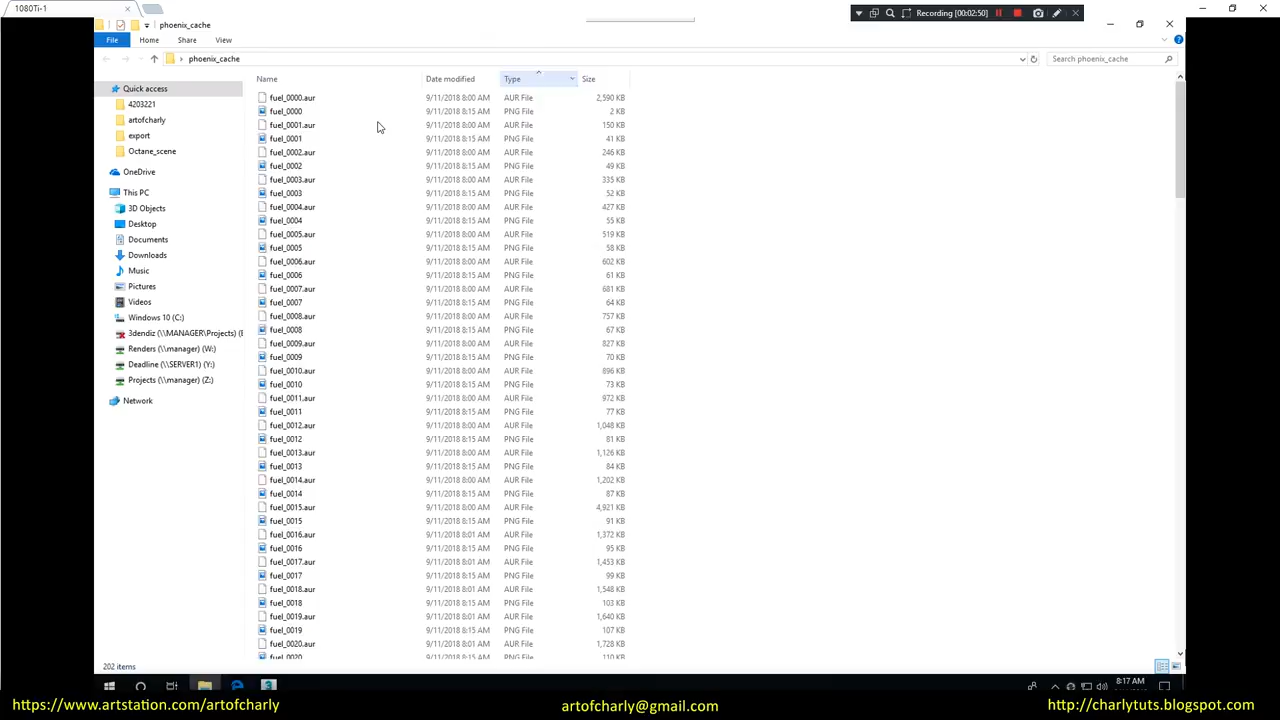 1080Ti-1
Recording [00:02:50]
phoenix_cache
File Home Share View
phoenix_cache
Search phoenix_cache
Name Date modified Type Size
Quick access
4203221
artofcharly
export
Octane_scene
OneDrive
This PC
3D Objects
Desktop
Documents
Downloads
Music
Pictures
Videos
Windows 10 (C:)
3dendiz (\\MANAGER\Projects) (
Renders (\\manager) (W:)
Deadline (\\SERVER1) (Y:)
Projects (\\manager) (Z:)
Network
fuel_0000.aur 9/11/2018 8:00 AM AUR File 2,590 KB
fuel_0000 9/11/2018 8:15 AM PNG File 2 KB
fuel_0001.aur 9/11/2018 8:00 AM AUR File 150 KB
fuel_0001 9/11/2018 8:15 AM PNG File 41 KB
fuel_0002.aur 9/11/2018 8:00 AM AUR File 246 KB
fuel_0002 9/11/2018 8:15 AM PNG File 49 KB
fuel_0003.aur 9/11/2018 8:00 AM AUR File 335 KB
fuel_0003 9/11/2018 8:15 AM PNG File 52 KB
fuel_0004.aur 9/11/2018 8:00 AM AUR File 427 KB
fuel_0004 9/11/2018 8:15 AM PNG File 55 KB
fuel_0005.aur 9/11/2018 8:00 AM AUR File 519 KB
fuel_0005 9/11/2018 8:15 AM PNG File 58 KB
fuel_0006.aur 9/11/2018 8:00 AM AUR File 602 KB
fuel_0006 9/11/2018 8:15 AM PNG File 61 KB
fuel_0007.aur 9/11/2018 8:00 AM AUR File 681 KB
fuel_0007 9/11/2018 8:15 AM PNG File 64 KB
fuel_0008.aur 9/11/2018 8:00 AM AUR File 757 KB
fuel_0008 9/11/2018 8:15 AM PNG File 67 KB
fuel_0009.aur 9/11/2018 8:00 AM AUR File 827 KB
fuel_0009 9/11/2018 8:15 AM PNG File 70 KB
fuel_0010.aur 9/11/2018 8:00 AM AUR File 896 KB
fuel_0010 9/11/2018 8:15 AM PNG File 73 KB
fuel_0011.aur 9/11/2018 8:00 AM AUR File 972 KB
fuel_0011 9/11/2018 8:15 AM PNG File 77 KB
fuel_0012.aur 9/11/2018 8:00 AM AUR File 1,048 KB
fuel_0012 9/11/2018 8:15 AM PNG File 81 KB
fuel_0013.aur 9/11/2018 8:00 AM AUR File 1,126 KB
fuel_0013 9/11/2018 8:15 AM PNG File 84 KB
fuel_0014.aur 9/11/2018 8:00 AM AUR File 1,202 KB
fuel_0014 9/11/2018 8:15 AM PNG File 87 KB
fuel_0015.aur 9/11/2018 8:00 AM AUR File 4,921 KB
fuel_0015 9/11/2018 8:15 AM PNG File 91 KB
fuel_0016.aur 9/11/2018 8:01 AM AUR File 1,372 KB
fuel_0016 9/11/2018 8:15 AM PNG File 95 KB
fuel_0017.aur 9/11/2018 8:01 AM AUR File 1,453 KB
fuel_0017 9/11/2018 8:15 AM PNG File 99 KB
fuel_0018.aur 9/11/2018 8:01 AM AUR File 1,548 KB
fuel_0018 9/11/2018 8:15 AM PNG File 103 KB
fuel_0019.aur 9/11/2018 8:01 AM AUR File 1,640 KB
fuel_0019 9/11/2018 8:15 AM PNG File 107 KB
fuel_0020.aur 9/11/2018 8:01 AM AUR File 1,728 KB
fuel_0020 9/11/2018 8:15 AM PNG File 110 KB
202 items
8:17 AM
https://www.artstation.com/artofcharly artofcharly@gmail.com http://charlytuts.blogspot.com